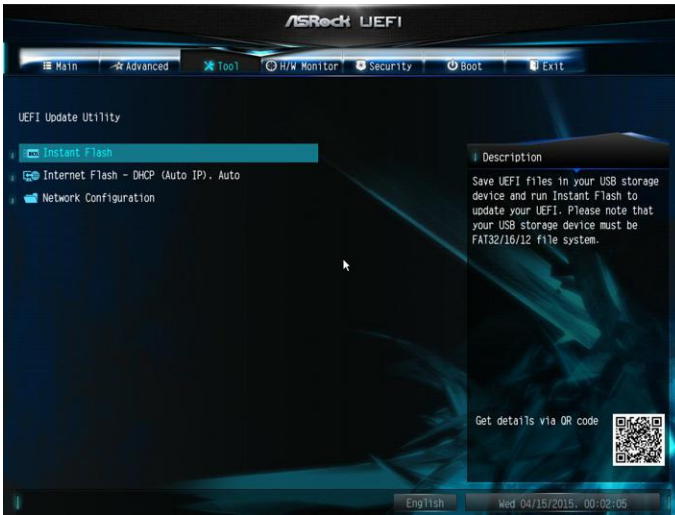 ASRock UEFI
Main Advanced Tool H/W Monitor Security Boot Exit
UEFI Update Utility
Instant Flash
Internet Flash - DHCP (Auto IP). Auto
Network Configuration
Description
Save UEFI files in your USB storage
device and run Instant Flash to
update your UEFI. Please note that
your USB storage device must be
FAT32/16/12 file system.
Get details via QR code
English Wed 04/15/2015. 00:02:05